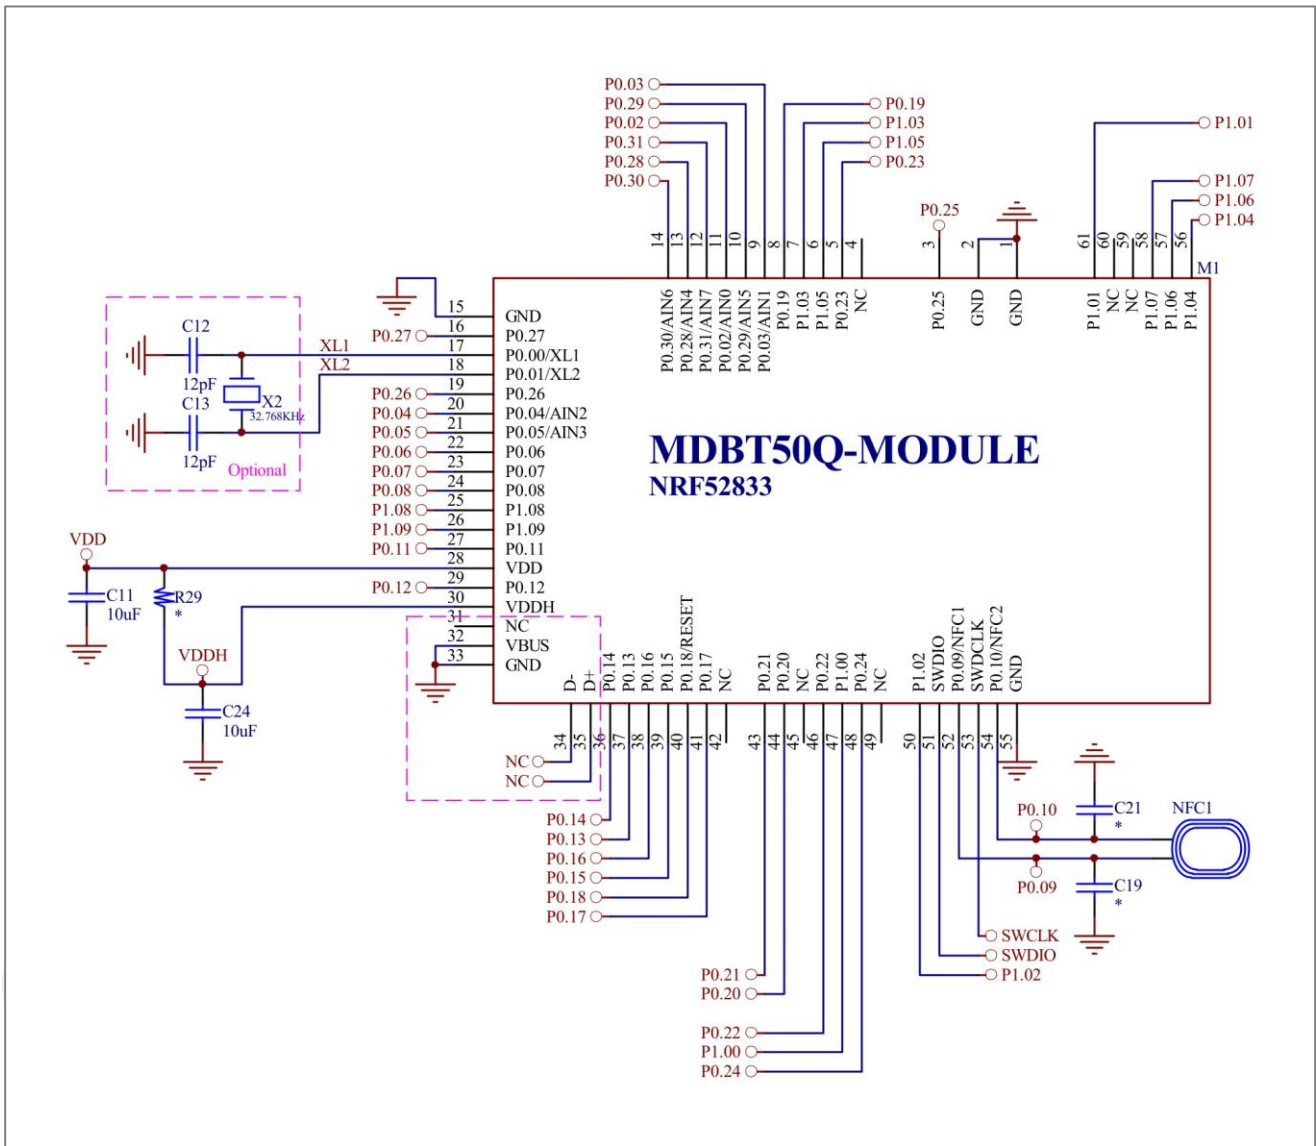 P0.03
P0.29
P0.02
P0.31
P0.28
P0.30
P0.19
P1.03
P1.05
P0.23
P0.25
P1.01
P1.07
P1.06
P1.04
14
13
12
11
10
9
8
7
6
5
4
3
2
1
61
60
59
58
57
56
M1
P0.30/AIN6
P0.28/AIN4
P0.31/AIN7
P0.02/AIN0
P0.29/AIN5
P0.03/AIN1
P0.19
P1.03
P1.05
P0.23
NC
P0.25
GND
GND
P1.01
NC
NC
P1.07
P1.06
P1.04
15 GND
P0.27 16 P0.27
XL1 17 P0.00/XL1
XL2 18 P0.01/XL2
P0.26 19 P0.26
P0.04 20 P0.04/AIN2
P0.05 21 P0.05/AIN3
P0.06 22 P0.06
P0.07 23 P0.07
P0.08 24 P0.08
P1.08 25 P1.08
P1.09 26 P1.09
P0.11 27 P0.11
28 VDD
P0.12 29 P0.12
30 VDDH
31 NC
32 VBUS
33 GND
C12
12pF
C13
12pF
X2
32.768KHz
Optional
MDBT50Q-MODULE
NRF52833
VDD
C11
10uF
R29
*
VDDH
C24
10uF
D-
D+
P0.14
P0.13
P0.16
P0.15
P0.18/RESET
P0.17
NC
P0.21
P0.20
NC
P0.22
P1.00
P0.24
NC
P1.02
SWDIO
P0.09/NFC1
SWDCLK
P0.10/NFC2
GND
34
35
36
37
38
39
40
41
42
43
44
45
46
47
48
49
50
51
52
53
54
55
NC
NC
P0.14
P0.13
P0.16
P0.15
P0.18
P0.17
P0.21
P0.20
P0.22
P1.00
P0.24
P0.10
P0.09
C21
*
NFC1
C19
*
SWCLK
SWDIO
P1.02